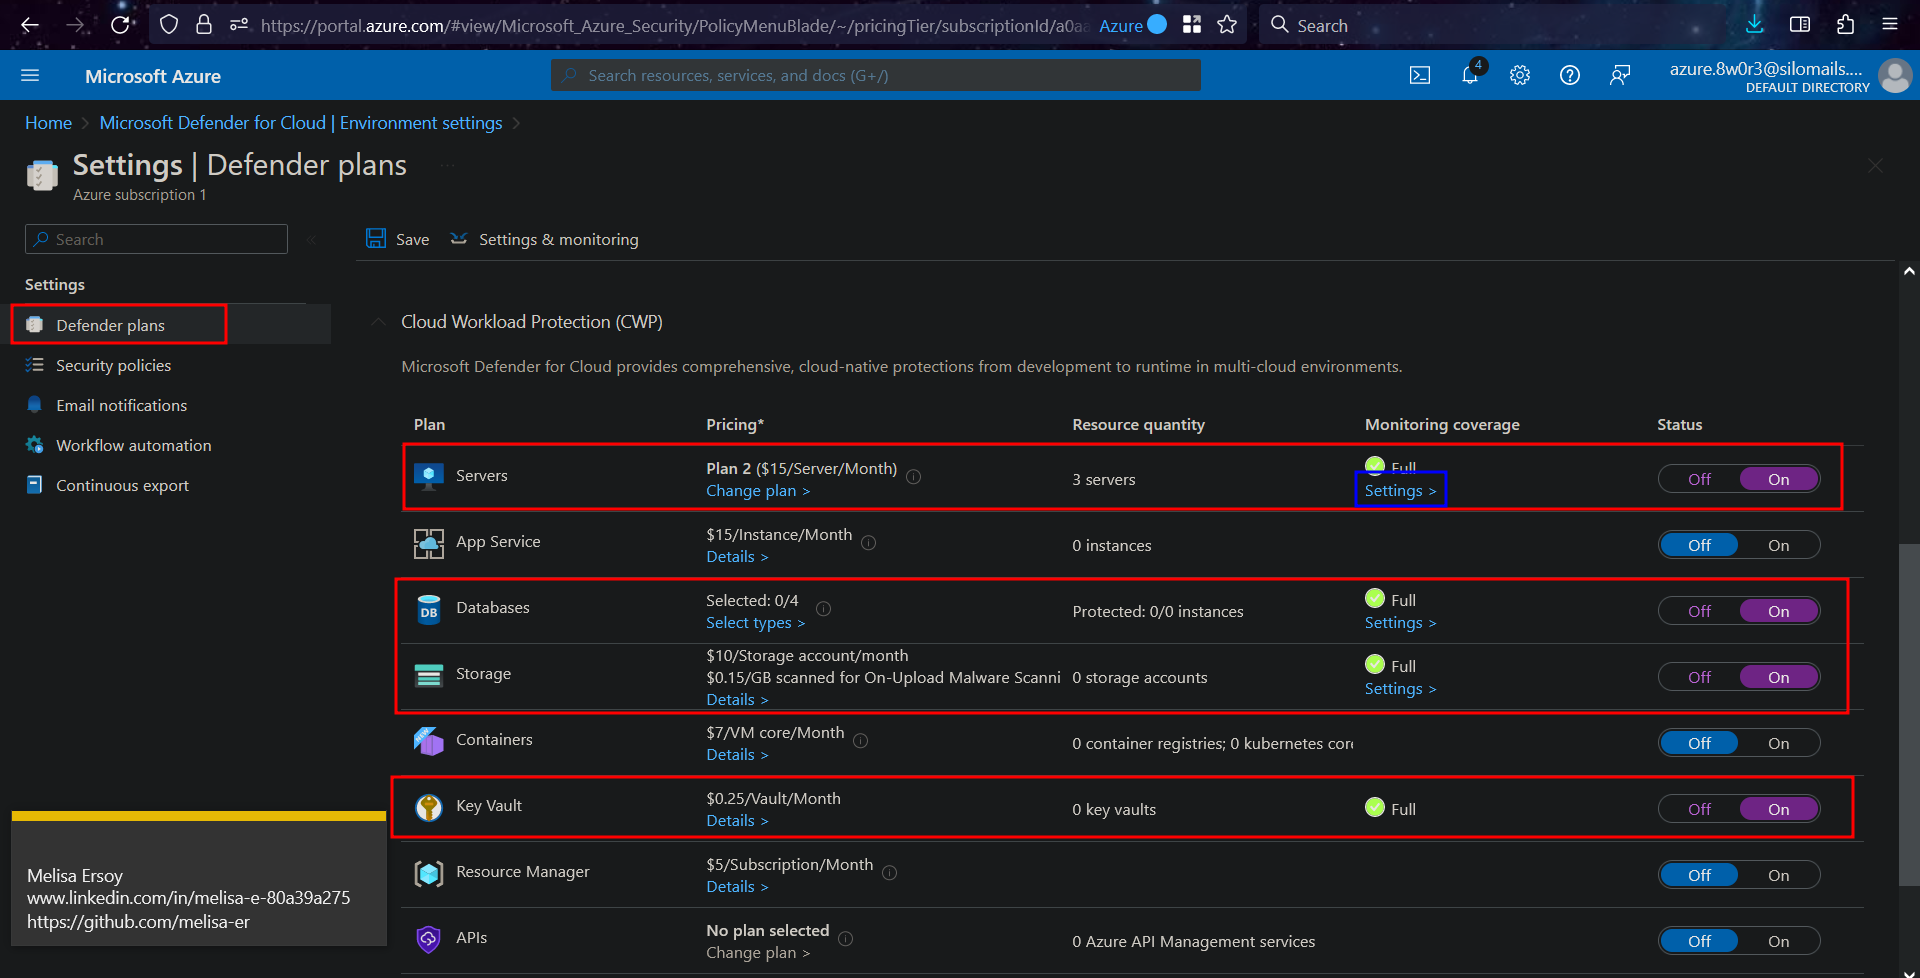 https://portal.azure.com/#view/Microsoft_Azure_Security/PolicyMenuBlade/~/pricingTier/subscriptionId/a0aa
Azure
Search
Microsoft Azure
Search resources, services, and docs (G+/)
4
azure.8w0r3@silomails....
DEFAULT DIRECTORY
Home > Microsoft Defender for Cloud | Environment settings >
Settings | Defender plans ...
Azure subscription 1
Search
«
Save
Settings & monitoring
Settings
Defender plans
Security policies
Email notifications
Workflow automation
Continuous export
Cloud Workload Protection (CWP)
Microsoft Defender for Cloud provides comprehensive, cloud-native protections from development to runtime in multi-cloud environments.
Plan Pricing* Resource quantity Monitoring coverage Status
Servers
Plan 2 ($15/Server/Month)
Change plan >
3 servers
Full
Settings >
Off On
App Service
$15/Instance/Month
Details >
0 instances
Off On
DB
Databases
Selected: 0/4
Select types >
Protected: 0/0 instances
Full
Settings >
Off On
Storage
$10/Storage account/month
$0.15/GB scanned for On-Upload Malware Scanni
Details >
0 storage accounts
Full
Settings >
Off On
NEW
Containers
$7/VM core/Month
Details >
0 container registries; 0 kubernetes core
Off On
Key Vault
$0.25/Vault/Month
Details >
0 key vaults
Full
Off On
Resource Manager
$5/Subscription/Month
Details >
Off On
APIs
No plan selected
Change plan >
0 Azure API Management services
Off On
Melisa Ersoy
www.linkedin.com/in/melisa-e-80a39a275
https://github.com/melisa-er